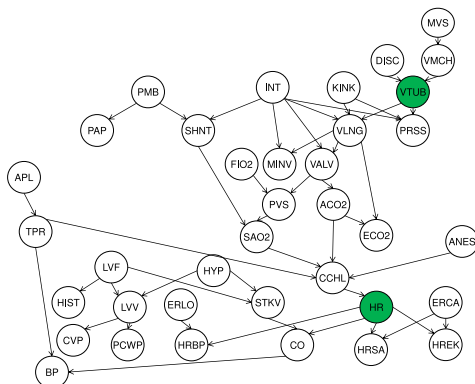 MVS
DISC VMCH
PMB INT KINK VTUB
PAP SHNT VLNG PRSS
FIO2 MINV VALV
APL PVS ACO2
TPR SAO2 ECO2 ANES
LVF HYP CCHL
HIST LVV ERLO STKV HR ERCA
CVP PCWP HRBP CO HRSA HREK
BP